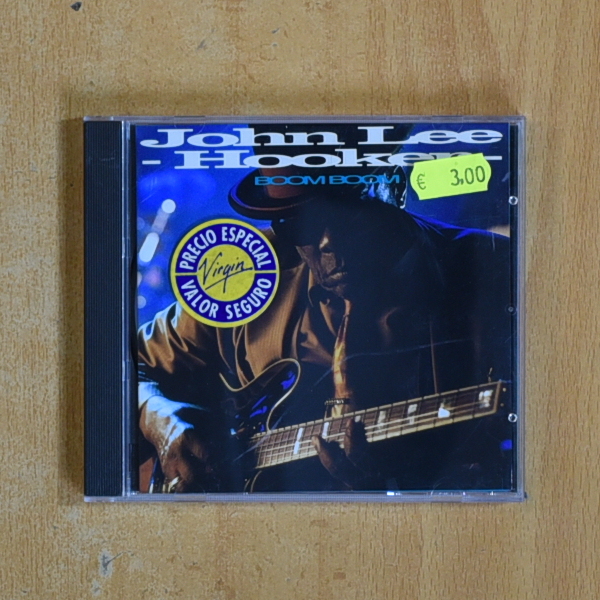 John Lee
- Hooker -
BOOM BOOM
€ 3,00
PRECIO ESPECIAL
Virgin
VALOR SEGURO